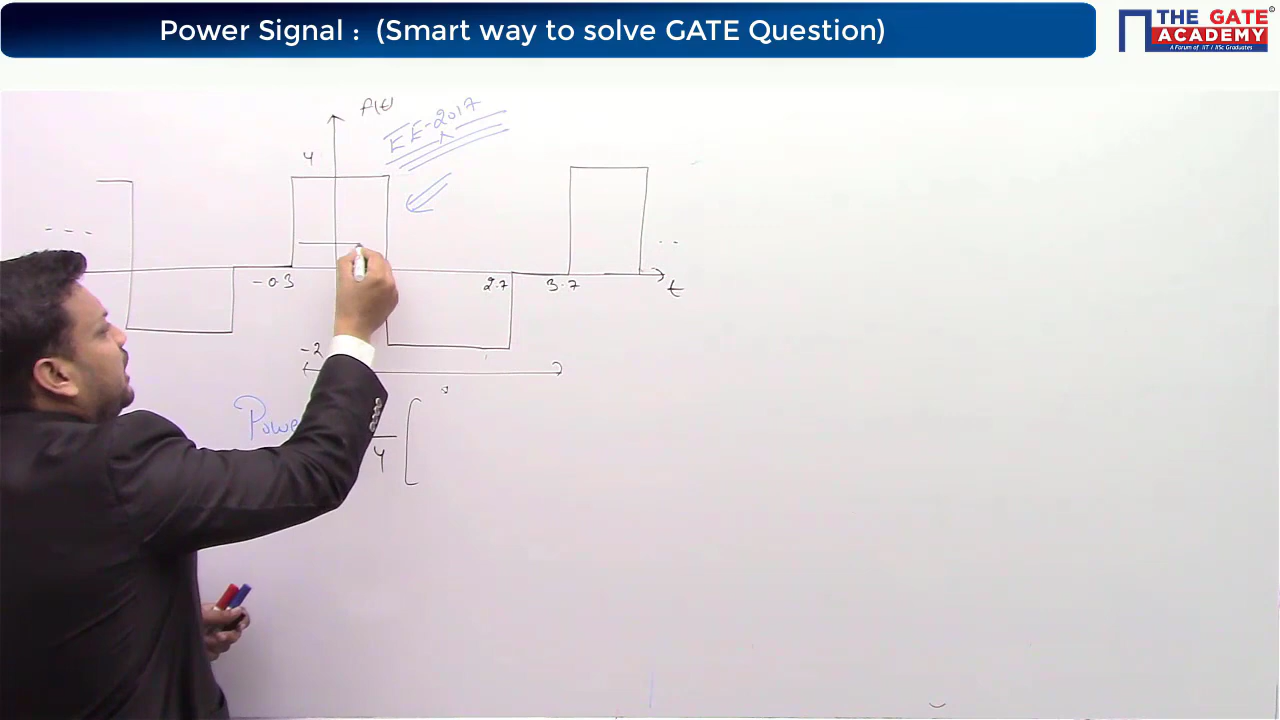 Power Signal : (Smart way to solve GATE Question)
THE GATE
ACADEMY
A Forum of IIT / IISc Graduates
f(t)
EE-2017
4
-0.3
2.7
3.7
t
-2
Powe
4